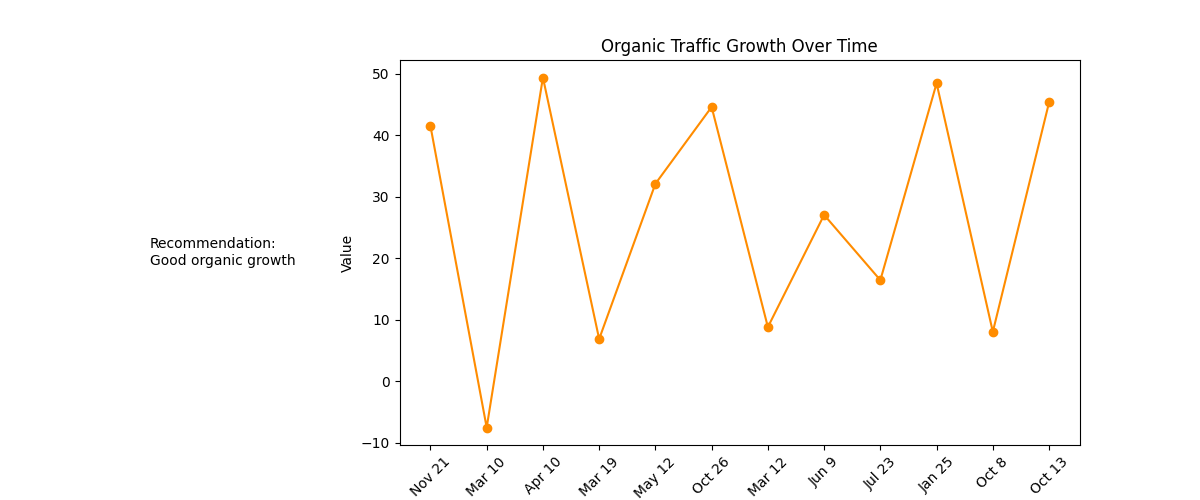 Organic Traffic Growth Over Time
Recommendation:
Good organic growth
Value
50
40
30
20
10
0
−10
Nov 21
Mar 10
Apr 10
Mar 19
May 12
Oct 26
Mar 12
Jun 9
Jul 23
Jan 25
Oct 8
Oct 13